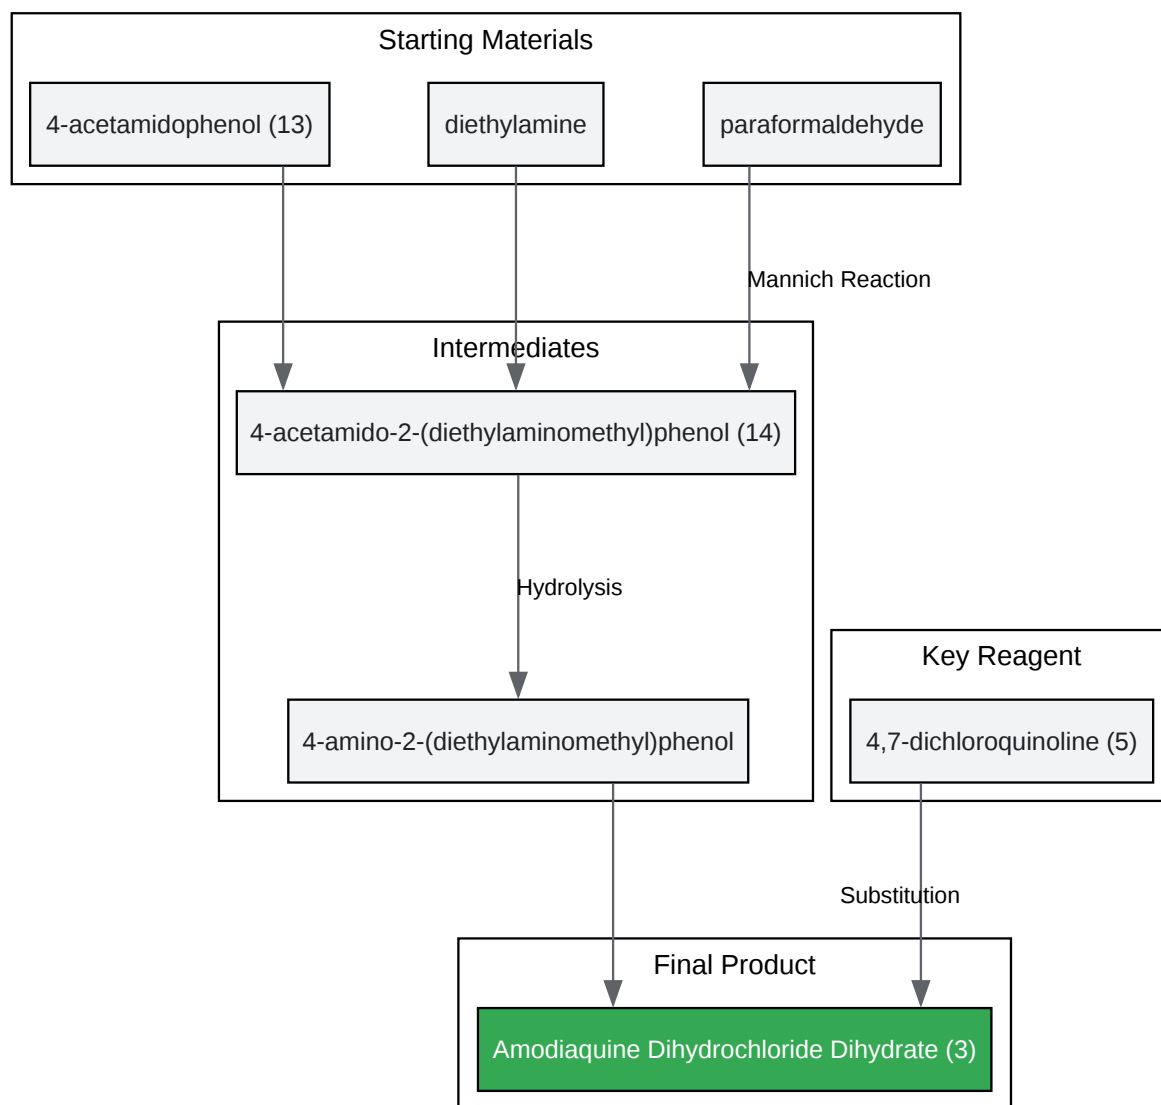 Starting Materials
4-acetamidophenol (13)
diethylamine
paraformaldehyde
Mannich Reaction
Intermediates
4-acetamido-2-(diethylaminomethyl)phenol (14)
Hydrolysis
Key Reagent
4-amino-2-(diethylaminomethyl)phenol
4,7-dichloroquinoline (5)
Substitution
Final Product
Amodiaquine Dihydrochloride Dihydrate (3)